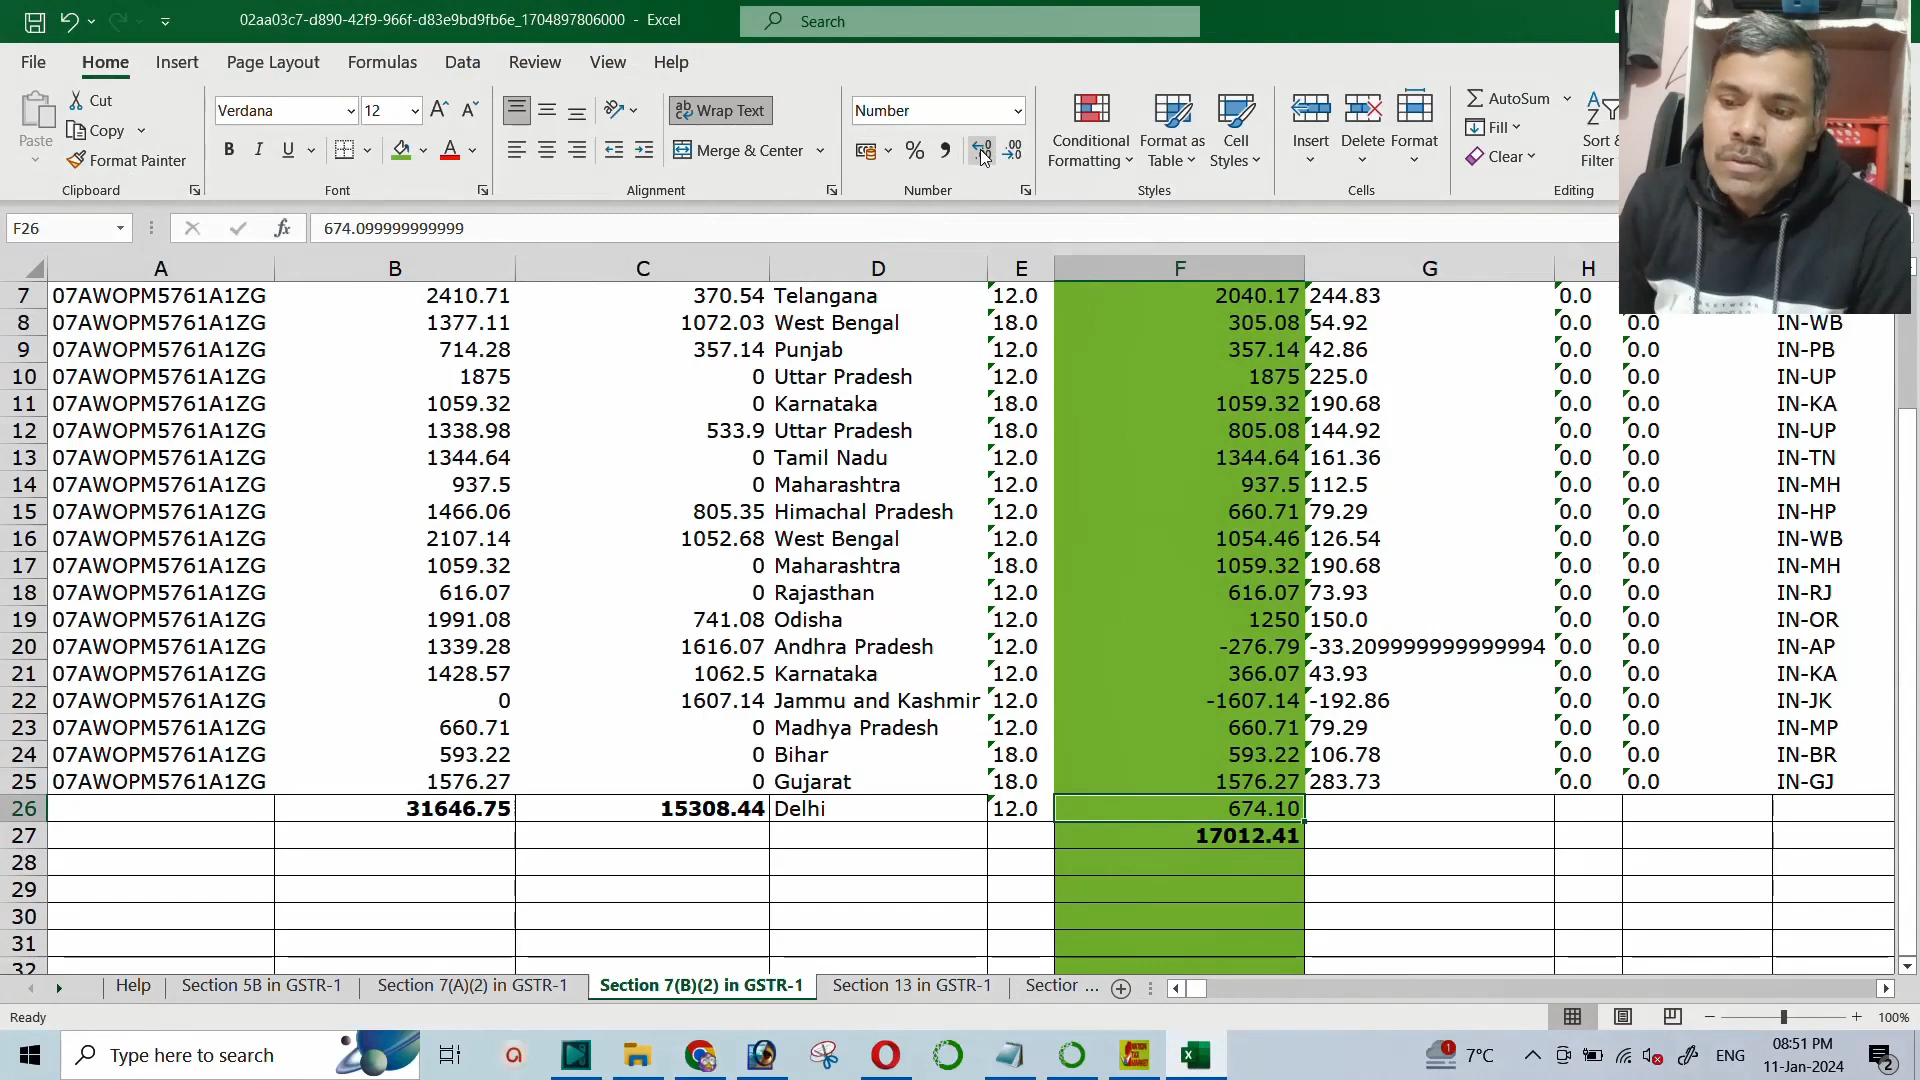 02aa03c7-d890-42f9-966f-d83e9bd9fb6e_1704897806000 - Excel
Search
File Home Insert Page Layout Formulas Data Review View Help
Paste
Cut
Copy
Format Painter
Clipboard
Verdana 12
Font
Wrap Text
Merge & Center
Alignment
Number
Number
Conditional Formatting
Format as Table
Cell Styles
Styles
Insert Delete Format
Cells
AutoSum
Fill
Clear
Sort &
Filter
Editing
F26 fx 674.099999999999
A B C D E F G H
7 07AWOPM5761A1ZG 2410.71 370.54 Telangana 12.0 2040.17 244.83 0.0
8 07AWOPM5761A1ZG 1377.11 1072.03 West Bengal 18.0 305.08 54.92 0.0 0.0 IN-WB
9 07AWOPM5761A1ZG 714.28 357.14 Punjab 12.0 357.14 42.86 0.0 0.0 IN-PB
10 07AWOPM5761A1ZG 1875 0 Uttar Pradesh 12.0 1875 225.0 0.0 0.0 IN-UP
11 07AWOPM5761A1ZG 1059.32 0 Karnataka 18.0 1059.32 190.68 0.0 0.0 IN-KA
12 07AWOPM5761A1ZG 1338.98 533.9 Uttar Pradesh 18.0 805.08 144.92 0.0 0.0 IN-UP
13 07AWOPM5761A1ZG 1344.64 0 Tamil Nadu 12.0 1344.64 161.36 0.0 0.0 IN-TN
14 07AWOPM5761A1ZG 937.5 0 Maharashtra 12.0 937.5 112.5 0.0 0.0 IN-MH
15 07AWOPM5761A1ZG 1466.06 805.35 Himachal Pradesh 12.0 660.71 79.29 0.0 0.0 IN-HP
16 07AWOPM5761A1ZG 2107.14 1052.68 West Bengal 12.0 1054.46 126.54 0.0 0.0 IN-WB
17 07AWOPM5761A1ZG 1059.32 0 Maharashtra 18.0 1059.32 190.68 0.0 0.0 IN-MH
18 07AWOPM5761A1ZG 616.07 0 Rajasthan 12.0 616.07 73.93 0.0 0.0 IN-RJ
19 07AWOPM5761A1ZG 1991.08 741.08 Odisha 12.0 1250 150.0 0.0 0.0 IN-OR
20 07AWOPM5761A1ZG 1339.28 1616.07 Andhra Pradesh 12.0 -276.79 -33.209999999999994 0.0 0.0 IN-AP
21 07AWOPM5761A1ZG 1428.57 1062.5 Karnataka 12.0 366.07 43.93 0.0 0.0 IN-KA
22 07AWOPM5761A1ZG 0 1607.14 Jammu and Kashmir 12.0 -1607.14 -192.86 0.0 0.0 IN-JK
23 07AWOPM5761A1ZG 660.71 0 Madhya Pradesh 12.0 660.71 79.29 0.0 0.0 IN-MP
24 07AWOPM5761A1ZG 593.22 0 Bihar 18.0 593.22 106.78 0.0 0.0 IN-BR
25 07AWOPM5761A1ZG 1576.27 0 Gujarat 18.0 1576.27 283.73 0.0 0.0 IN-GJ
26 31646.75 15308.44 Delhi 12.0 674.10
27 17012.41
28
29
30
31
32
Help Section 5B in GSTR-1 Section 7(A)(2) in GSTR-1 Section 7(B)(2) in GSTR-1 Section 13 in GSTR-1 Sectior ...
Ready 100%
Type here to search 7°C ENG 08:51 PM
11-Jan-2024 2